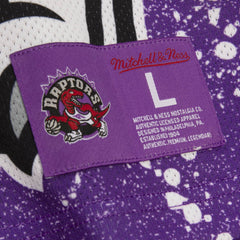 Mitchell & Ness
RAPTORS
L
MITCHELL & NESS NOSTALGIA CO.
AUTHENTIC LICENSED APPAREL
DESIGNED IN PHILADELPHIA, PA.
ESTABLISHED 1904
AUTHENTIC, PREMIUM, LEGENDARY.